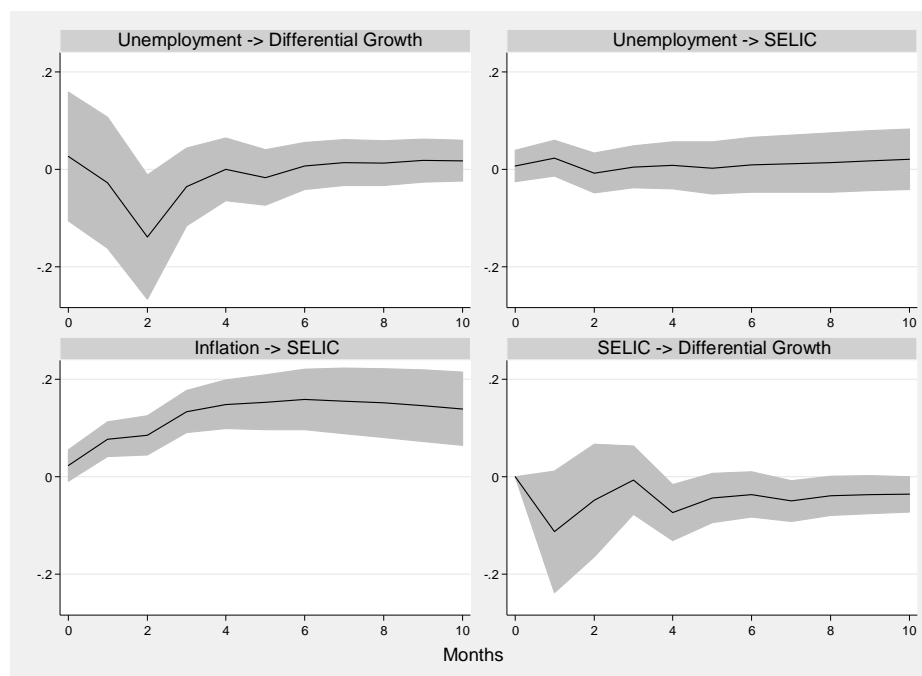 Unemployment -> Differential Growth
.2
0
-.2
0 2 4 6 8 10
Unemployment -> SELIC
.2
0
-.2
0 2 4 6 8 10
Inflation -> SELIC
.2
0
-.2
0 2 4 6 8 10
SELIC -> Differential Growth
.2
0
-.2
0 2 4 6 8 10
Months